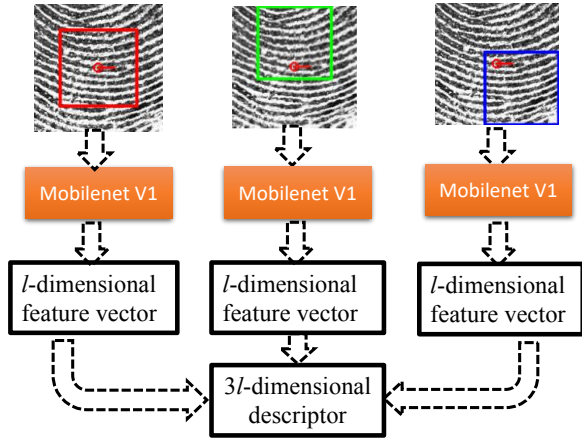 Mobilenet V1
Mobilenet V1
Mobilenet V1
l-dimensional
feature vector
l-dimensional
feature vector
l-dimensional
feature vector
3l-dimensional
descriptor